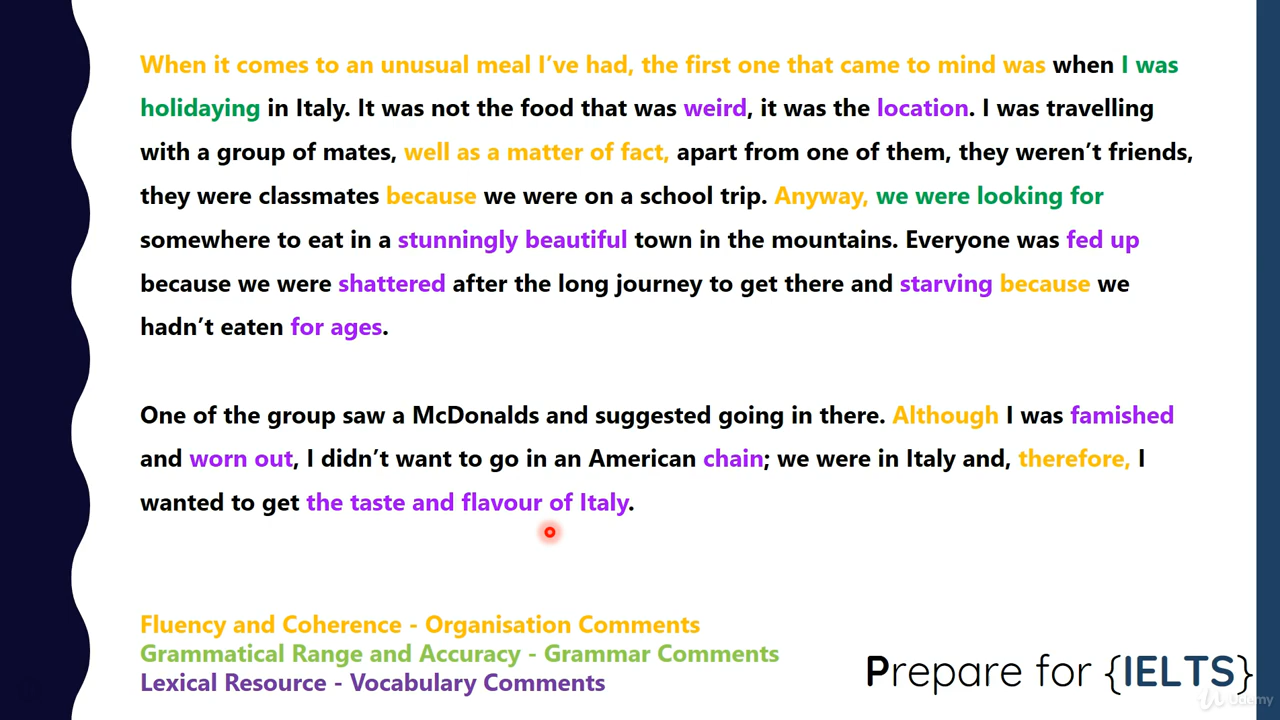 When it comes to an unusual meal I've had, the first one that came to mind was when I was
holidaying in Italy. It was not the food that was weird, it was the location. I was travelling
with a group of mates, well as a matter of fact, apart from one of them, they weren't friends,
they were classmates because we were on a school trip. Anyway, we were looking for
somewhere to eat in a stunningly beautiful town in the mountains. Everyone was fed up
because we were shattered after the long journey to get there and starving because we
hadn't eaten for ages.
One of the group saw a McDonalds and suggested going in there. Although I was famished
and worn out, I didn't want to go in an American chain; we were in Italy and, therefore, I
wanted to get the taste and flavour of Italy.
Fluency and Coherence - Organisation Comments
Grammatical Range and Accuracy - Grammar Comments
Lexical Resource - Vocabulary Comments
Prepare for {IELTS}
Udemy